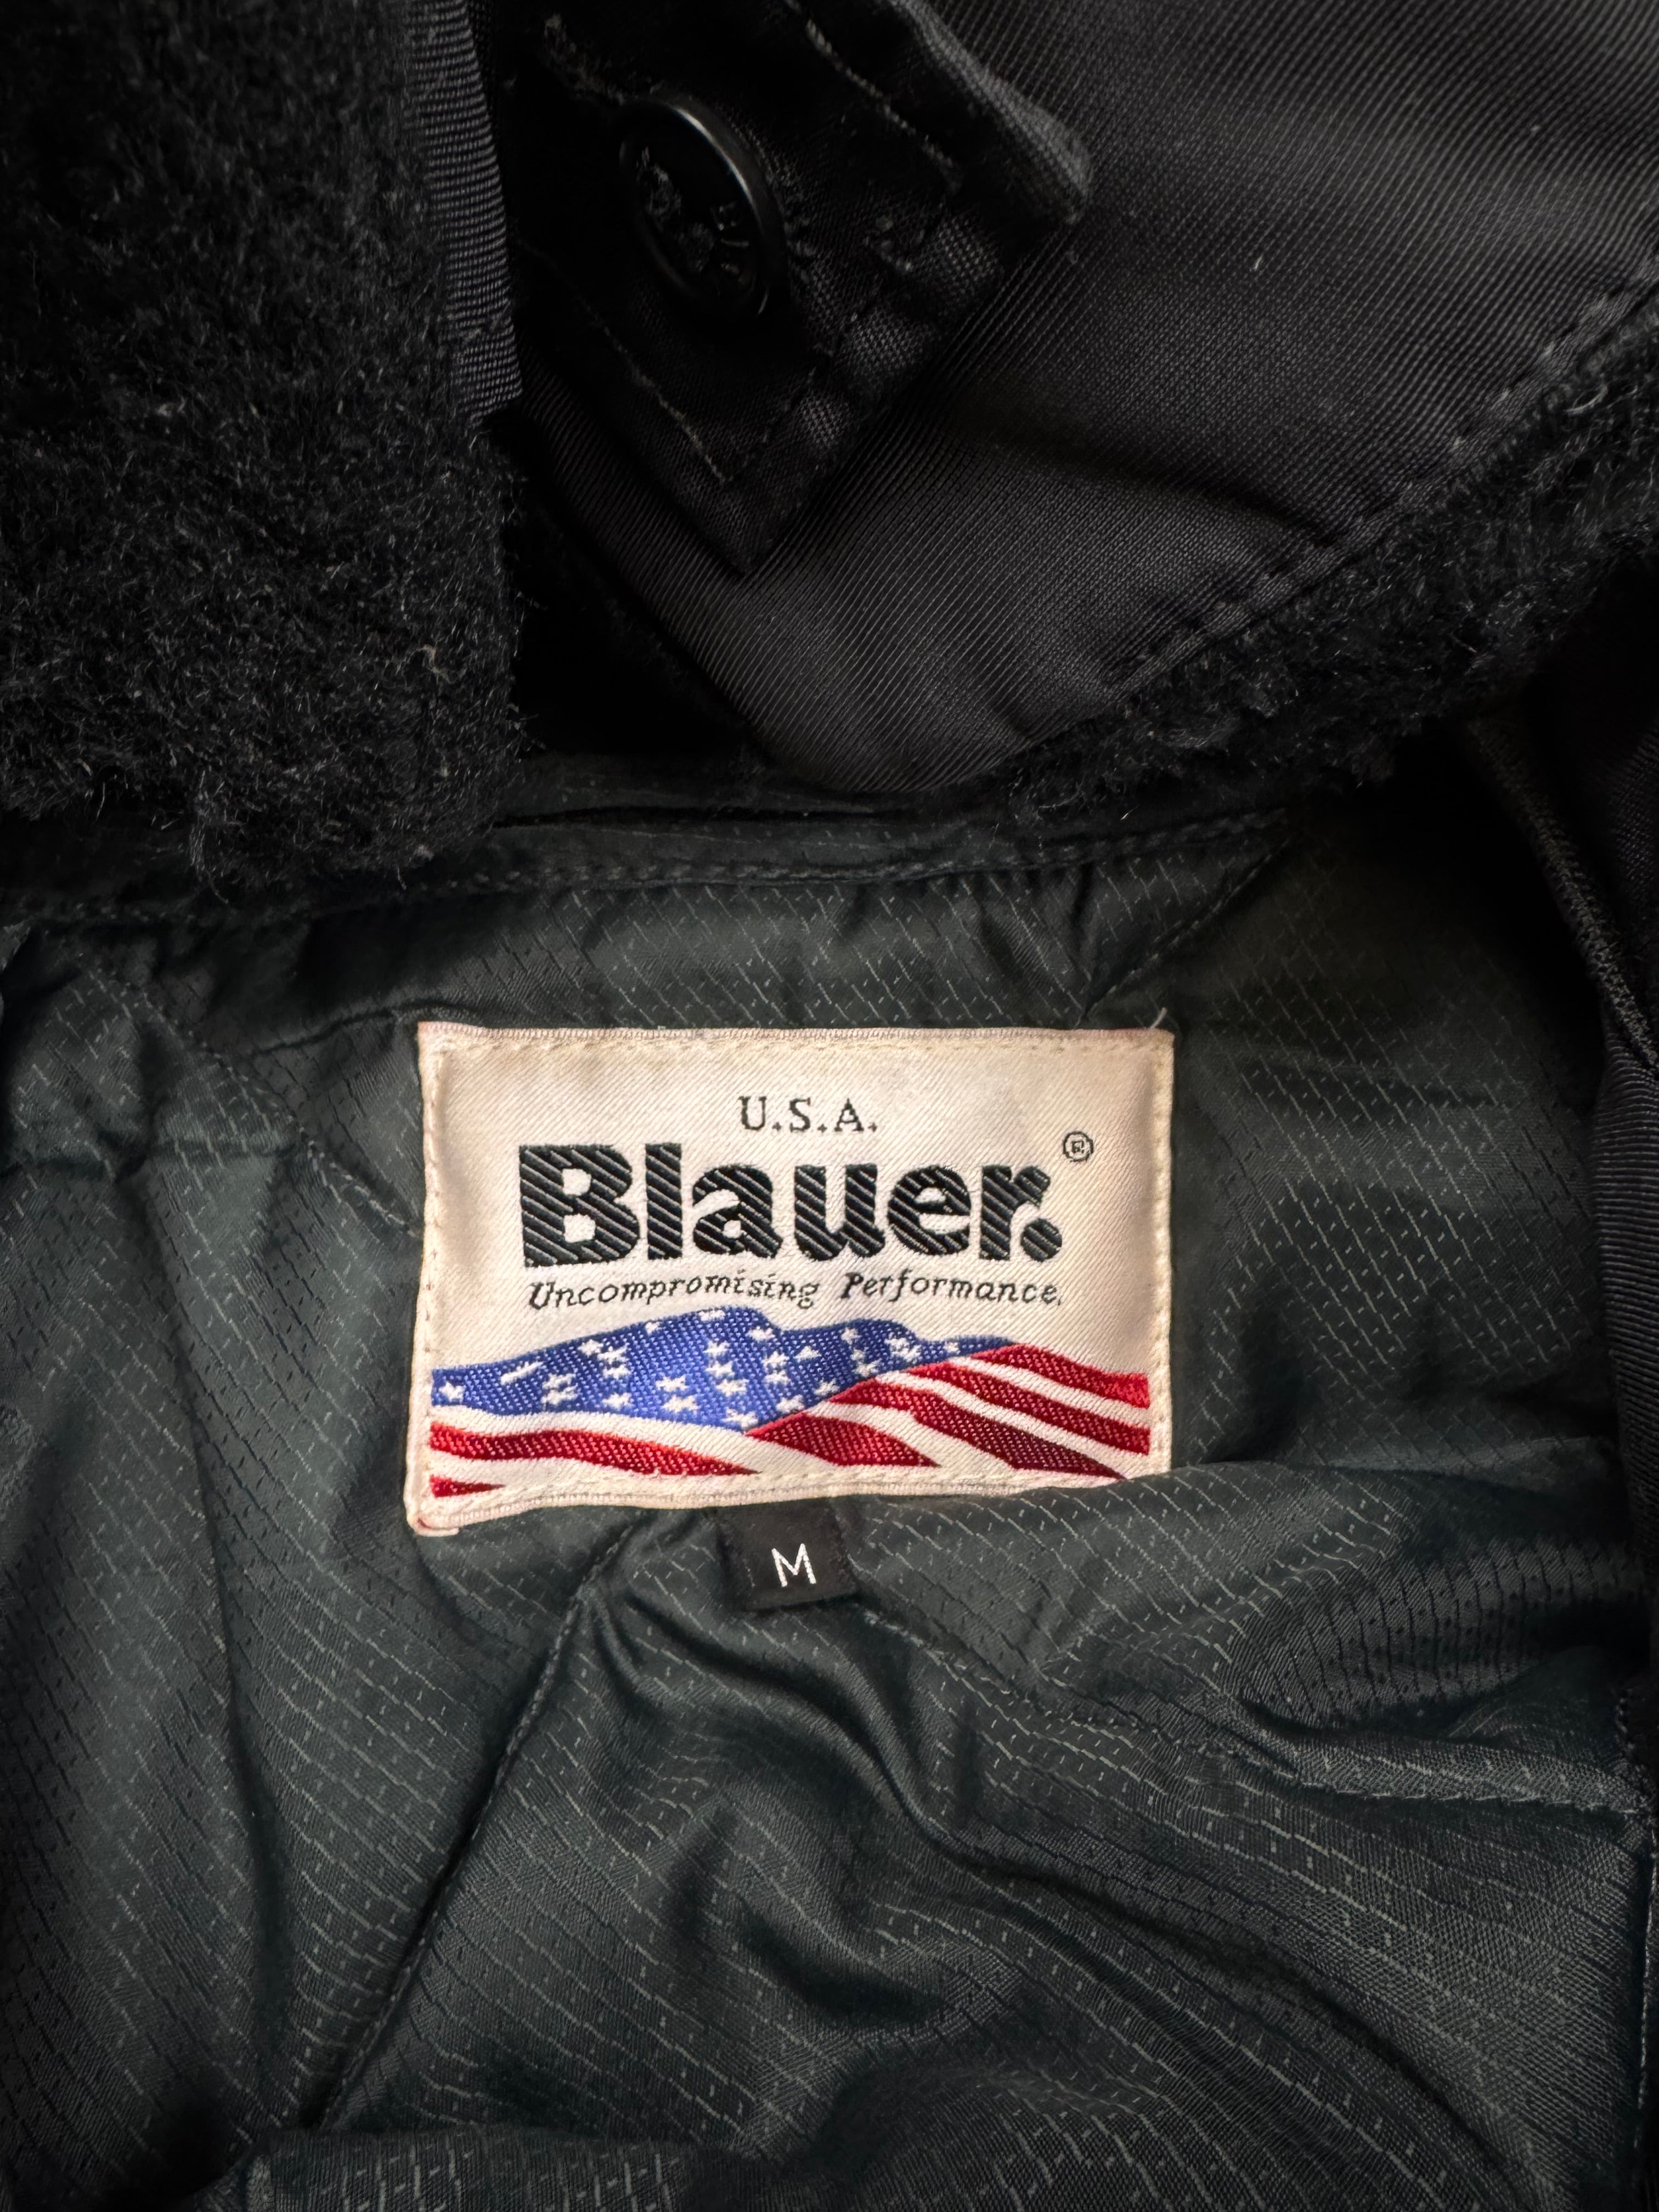 U.S.A.
Blauer.®
Uncompromising Performance.
M